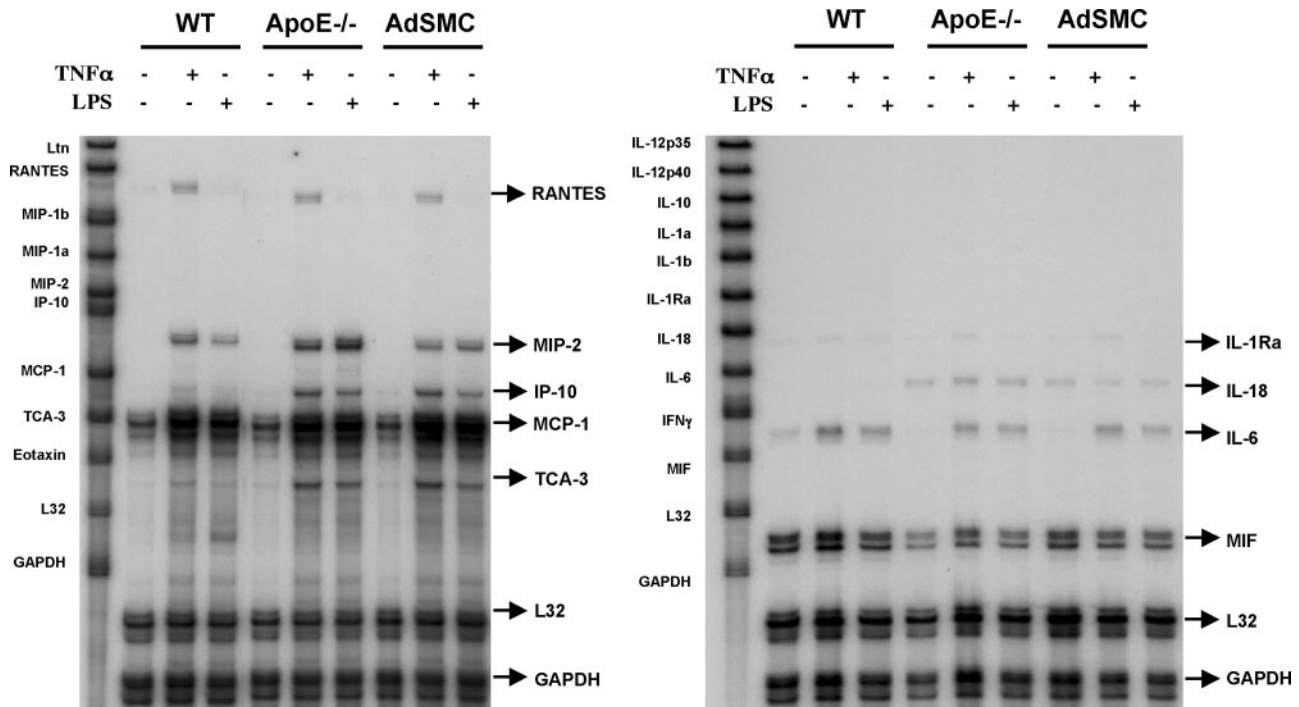 WT ApoE-/- AdSMC
TNFα - + - - + - - + -
LPS - - + - - + - - +
Ltn
RANTES
MIP-1b
MIP-1a
MIP-2
IP-10
MCP-1
TCA-3
Eotaxin
L32
GAPDH
RANTES
MIP-2
IP-10
MCP-1
TCA-3
L32
GAPDH
WT ApoE-/- AdSMC
TNFα - + - - + - - + -
LPS - - + - - + - - +
IL-12p35
IL-12p40
IL-10
IL-1a
IL-1b
IL-1Ra
IL-18
IL-6
IFNγ
MIF
L32
GAPDH
IL-1Ra
IL-18
IL-6
MIF
L32
GAPDH